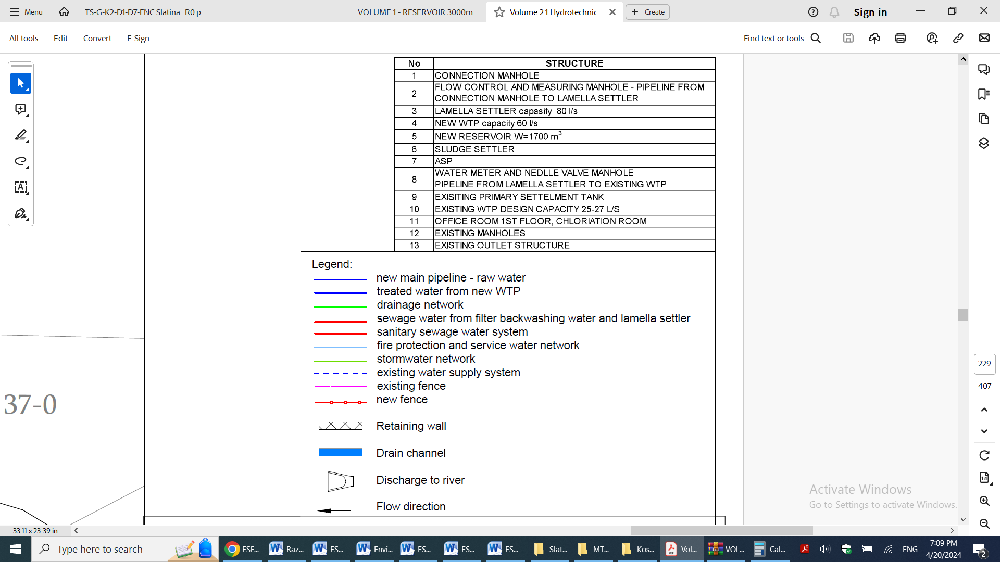 Menu
TS-G-K2-D1-D7-FNC Slatina_R0.p...
VOLUME 1 - RESERVOIR 3000m...
Volume 2.1 Hydrotechnic...
Create
Sign in
All tools
Edit
Convert
E-Sign
Find text or tools
No STRUCTURE
1 CONNECTION MANHOLE
2 FLOW CONTROL AND MEASURING MANHOLE - PIPELINE FROM
CONNECTION MANHOLE TO LAMELLA SETTLER
3 LAMELLA SETTLER capasity 80 l/s
4 NEW WTP capacity 60 l/s
5 NEW RESERVOIR W=1700 m³
6 SLUDGE SETTLER
7 ASP
8 WATER METER AND NEDLLE VALVE MANHOLE
PIPELINE FROM LAMELLA SETTLER TO EXISTING WTP
9 EXISITING PRIMARY SETTELMENT TANK
10 EXISTING WTP DESIGN CAPACITY 25-27 L/S
11 OFFICE ROOM 1ST FLOOR, CHLORIATION ROOM
12 EXISTING MANHOLES
13 EXISTING OUTLET STRUCTURE
Legend:
new main pipeline - raw water
treated water from new WTP
drainage network
sewage water from filter backwashing water and lamella settler
sanitary sewage water system
fire protection and service water network
stormwater network
existing water supply system
existing fence
new fence
Retaining wall
Drain channel
Discharge to river
Flow direction
37-0
229
407
Activate Windows
Go to Settings to activate Windows.
33.11 x 23.39 in
Type here to search
ESF...
Raz...
ES...
Envi...
ES...
ES...
ES...
Slat...
MT...
Kos...
Vol...
VOL...
Cal...
ENG
7:09 PM
4/20/2024
2